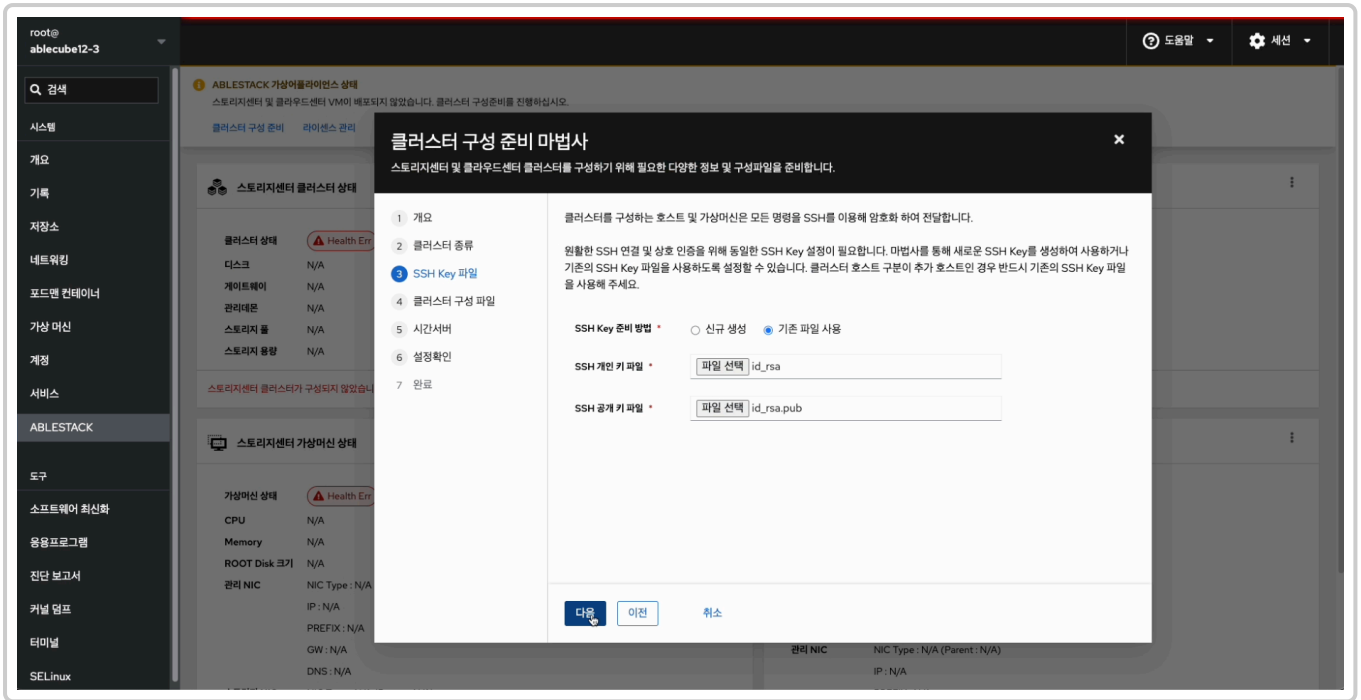 root@
ablecube12-3
도움말
세션
검색
시스템
개요
기록
저장소
네트워킹
포드맨 컨테이너
가상 머신
계정
서비스
ABLESTACK
도구
소프트웨어 최신화
응용프로그램
진단 보고서
커널 덤프
터미널
SELinux
ABLESTACK 가상어플라이언스 상태
스토리지센터 및 클라우드센터 VM이 배포되지 않았습니다. 클러스터 구성준비를 진행하십시오.
클러스터 구성 준비 라이센스 관리
스토리지센터 클러스터 상태
클러스터 상태 Health Err
디스크 N/A
게이트웨이 N/A
관리데몬 N/A
스토리지 풀 N/A
스토리지 용량 N/A
스토리지센터 클러스터가 구성되지 않았습니
스토리지센터 가상머신 상태
가상머신 상태 Health Err
CPU N/A
Memory N/A
ROOT Disk 크기 N/A
관리 NIC NIC Type : N/A
IP : N/A
PREFIX : N/A
GW : N/A
DNS : N/A
관리 NIC NIC Type : N/A (Parent : N/A)
IP : N/A
클러스터 구성 준비 마법사
스토리지센터 및 클라우드센터 클러스터를 구성하기 위해 필요한 다양한 정보 및 구성파일을 준비합니다.
1 개요
2 클러스터 종류
3 SSH Key 파일
4 클러스터 구성 파일
5 시간서버
6 설정확인
7 완료
클러스터를 구성하는 호스트 및 가상머신은 모든 명령을 SSH를 이용해 암호화 하여 전달합니다.
원활한 SSH 연결 및 상호 인증을 위해 동일한 SSH Key 설정이 필요합니다. 마법사를 통해 새로운 SSH Key를 생성하여 사용하거나
기존의 SSH Key 파일을 사용하도록 설정할 수 있습니다. 클러스터 호스트 구분이 추가 호스트인 경우 반드시 기존의 SSH Key 파일
을 사용해 주세요.
SSH Key 준비 방법 * 신규 생성 기존 파일 사용
SSH 개인 키 파일 * 파일 선택 id_rsa
SSH 공개 키 파일 * 파일 선택 id_rsa.pub
다음 이전 취소